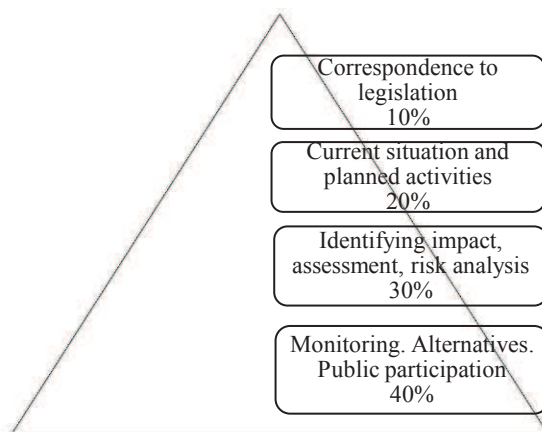 Correspondence to
legislation
10%
Current situation and
planned activities
20%
Identifying impact,
assessment, risk analysis
30%
Monitoring. Alternatives.
Public participation
40%